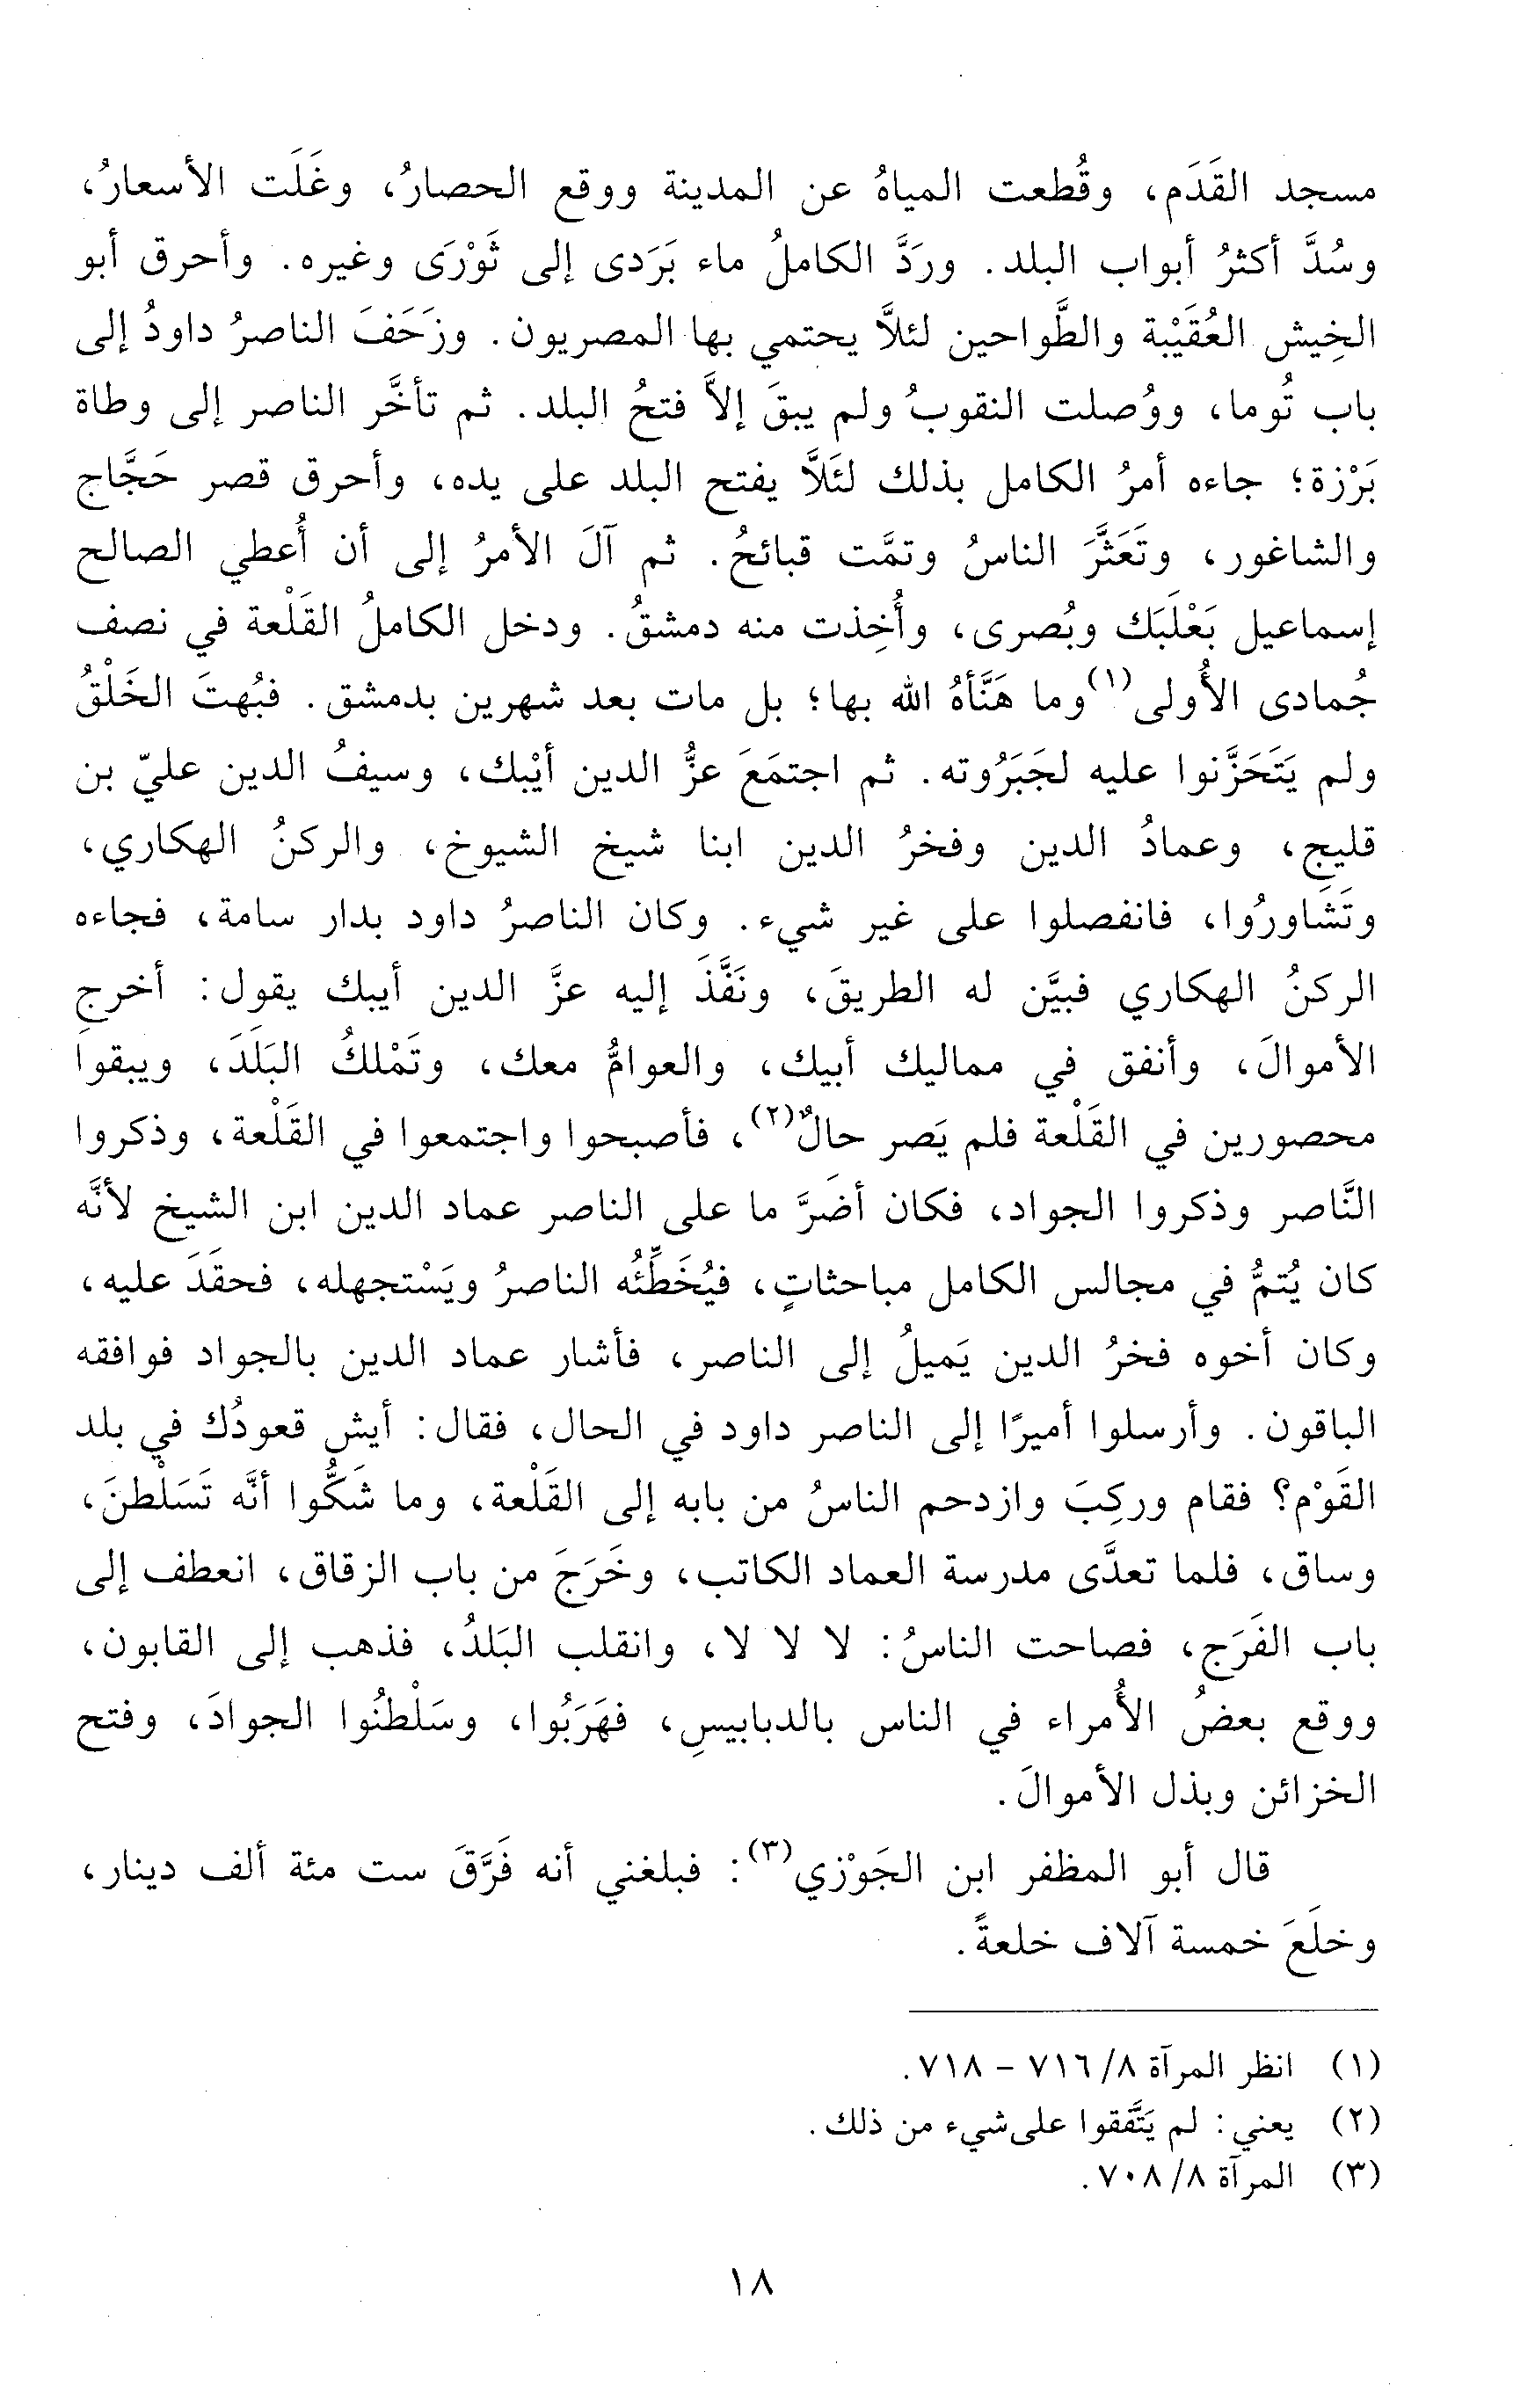 مسجد القَدَم، وقُطعت المياهُ عن المدينة ووقع الحصارُ، وغَلَت الأسعارُ،
وسُدَّ أكثرُ أبواب البلد. وردَّ الكاملُ ماء بَرَدى إلى ثَوْرَى وغيره. وأحرق أبو
الخِيش العُقَيْبة والطَّواحين لئلاَّ يحتمي بها المصريون. وزَحَفَ الناصرُ داودُ إلى
باب تُوما، ووُصلت النقوبُ ولم يبقَ إلاَّ فتحُ البلد. ثم تأخَّر الناصر إلى وطاة
بَرْزة؛ جاءه أمرُ الكامل بذلك لئَلاَّ يفتح البلد على يده، وأحرق قصر حَجَّاج
والشاغور، وتَعَثَّرَ الناسُ وتمَّت قبائحُ. ثم آلَ الأمرُ إلى أن أُعطي الصالح
إسماعيل بَعْلَبَك وبُصرى، وأُخِذت منه دمشقُ. ودخل الكاملُ القَلْعة في نصف
جُمادى الأُولى(١) وما هَنَّأهُ الله بها؛ بل مات بعد شهرين بدمشق. فبُهتَ الخَلْقُ
ولم يَتَحَزَّنوا عليه لجَبَرُوته. ثم اجتمَعَ عزُّ الدين أيْبك، وسيفُ الدين عليّ بن
قليج، وعمادُ الدين وفخرُ الدين ابنا شيخ الشيوخ، والركنُ الهكاري،
وتَشَاورُوا، فانفصلوا على غير شيء. وكان الناصرُ داود بدار سامة، فجاءه
الركنُ الهكاري فبيَّن له الطريقَ، ونَفَّذَ إليه عزَّ الدين أيبك يقول: أخرجِ
الأموالَ، وأنفق في مماليك أبيك، والعوامُّ معك، وتَمْلكُ البَلَدَ، ويبقوا
محصورين في القَلْعة فلم يَصر حالٌ(٢)، فأصبحوا واجتمعوا في القَلْعة، وذكروا
النَّاصر وذكروا الجواد، فكان أضَرَّ ما على الناصر عماد الدين ابن الشيخ لأنَّه
كان يُتمُّ في مجالس الكامل مباحثاتٍ، فيُخَطِّئُه الناصرُ ويَسْتجهله، فحقَدَ عليه،
وكان أخوه فخرُ الدين يَميلُ إلى الناصر، فأشار عماد الدين بالجواد فوافقه
الباقون. وأرسلوا أميرًا إلى الناصر داود في الحال، فقال: أيش قعودُك في بلد
القَوْم؟ فقام وركِبَ وازدحم الناسُ من بابه إلى القَلْعة، وما شَكُّوا أنَّه تَسَلْطنَ،
وساق، فلما تعدَّى مدرسة العماد الكاتب، وخَرَجَ من باب الزقاق، انعطف إلى
باب الفَرَج، فصاحت الناسُ: لا لا لا، وانقلب البَلدُ، فذهب إلى القابون،
ووقع بعضُ الأُمراء في الناس بالدبابيسِ، فهَرَبُوا، وسَلْطنُوا الجوادَ، وفتح
الخزائن وبذل الأموالَ.
قال أبو المظفر ابن الجَوْزي(٣): فبلغني أنه فَرَّقَ ست مئة ألف دينار،
وخلَعَ خمسة آلاف خلعةً.
(١) انظر المرآة ٨/ ٧١٦ - ٧١٨.
(٢) يعني: لم يَتَّفقوا على شيء من ذلك.
(٣) المرآة ٨/ ٧٠٨.
١٨